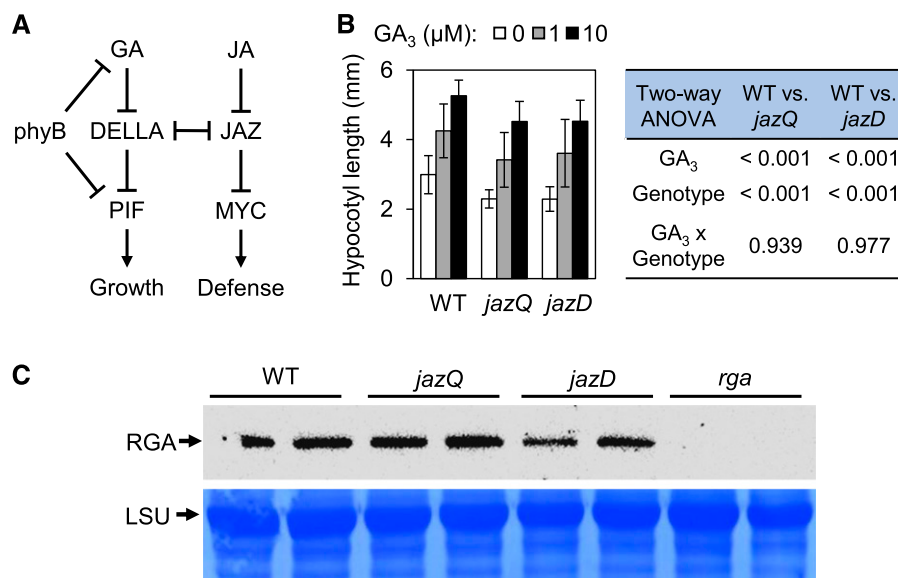 A
GA JA
phyB DELLA JAZ
PIF MYC
Growth Defense
B
GA3 (µM): 0 1 10
Hypocotyl length (mm)
6
4
2
0
WT jazQ jazD
Two-way ANOVA WT vs. jazQ WT vs. jazD
GA3 < 0.001 < 0.001
Genotype < 0.001 < 0.001
GA3 x Genotype 0.939 0.977
C
WT jazQ jazD rga
RGA
LSU